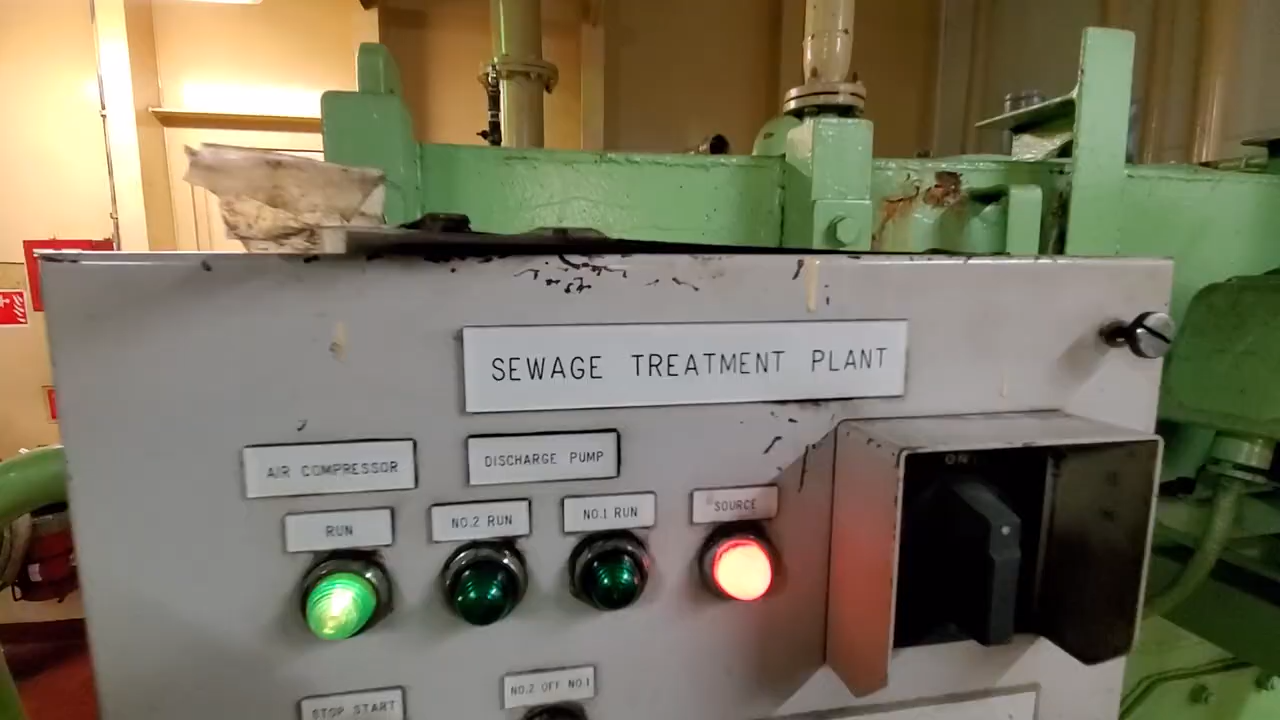 SEWAGE TREATMENT PLANT
AIR COMPRESSOR
DISCHARGE PUMP
RUN
NO.2 RUN
NO.1 RUN
SOURCE
ON
STOP START
NO.2 OFF NO.1